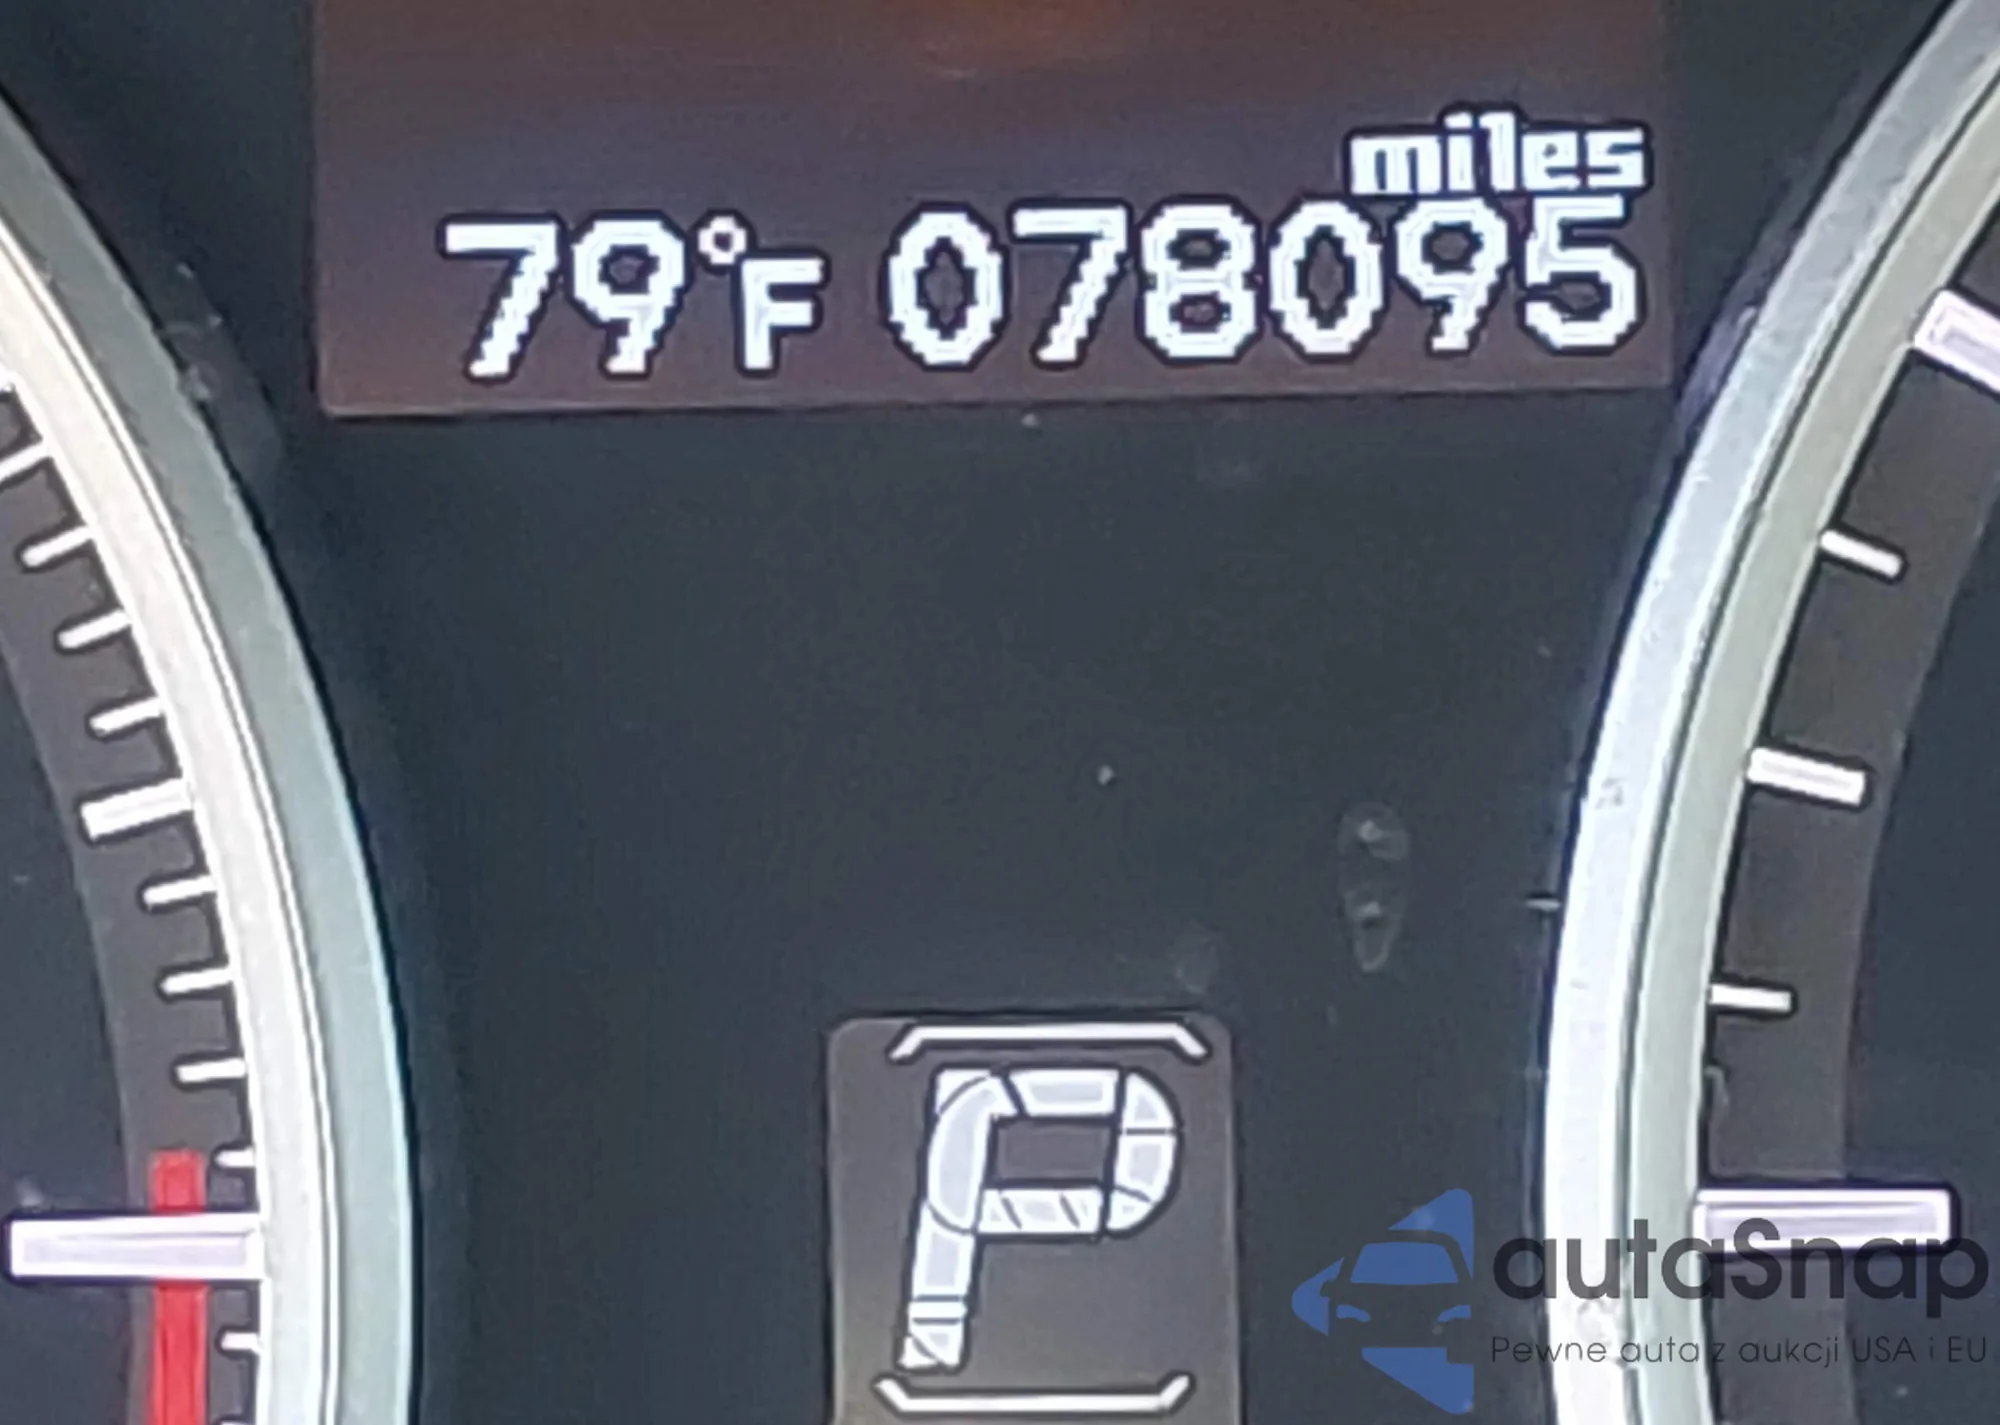 miles
79°F 078095
P
autaSnap
Pewne auta z aukcji USA i EU